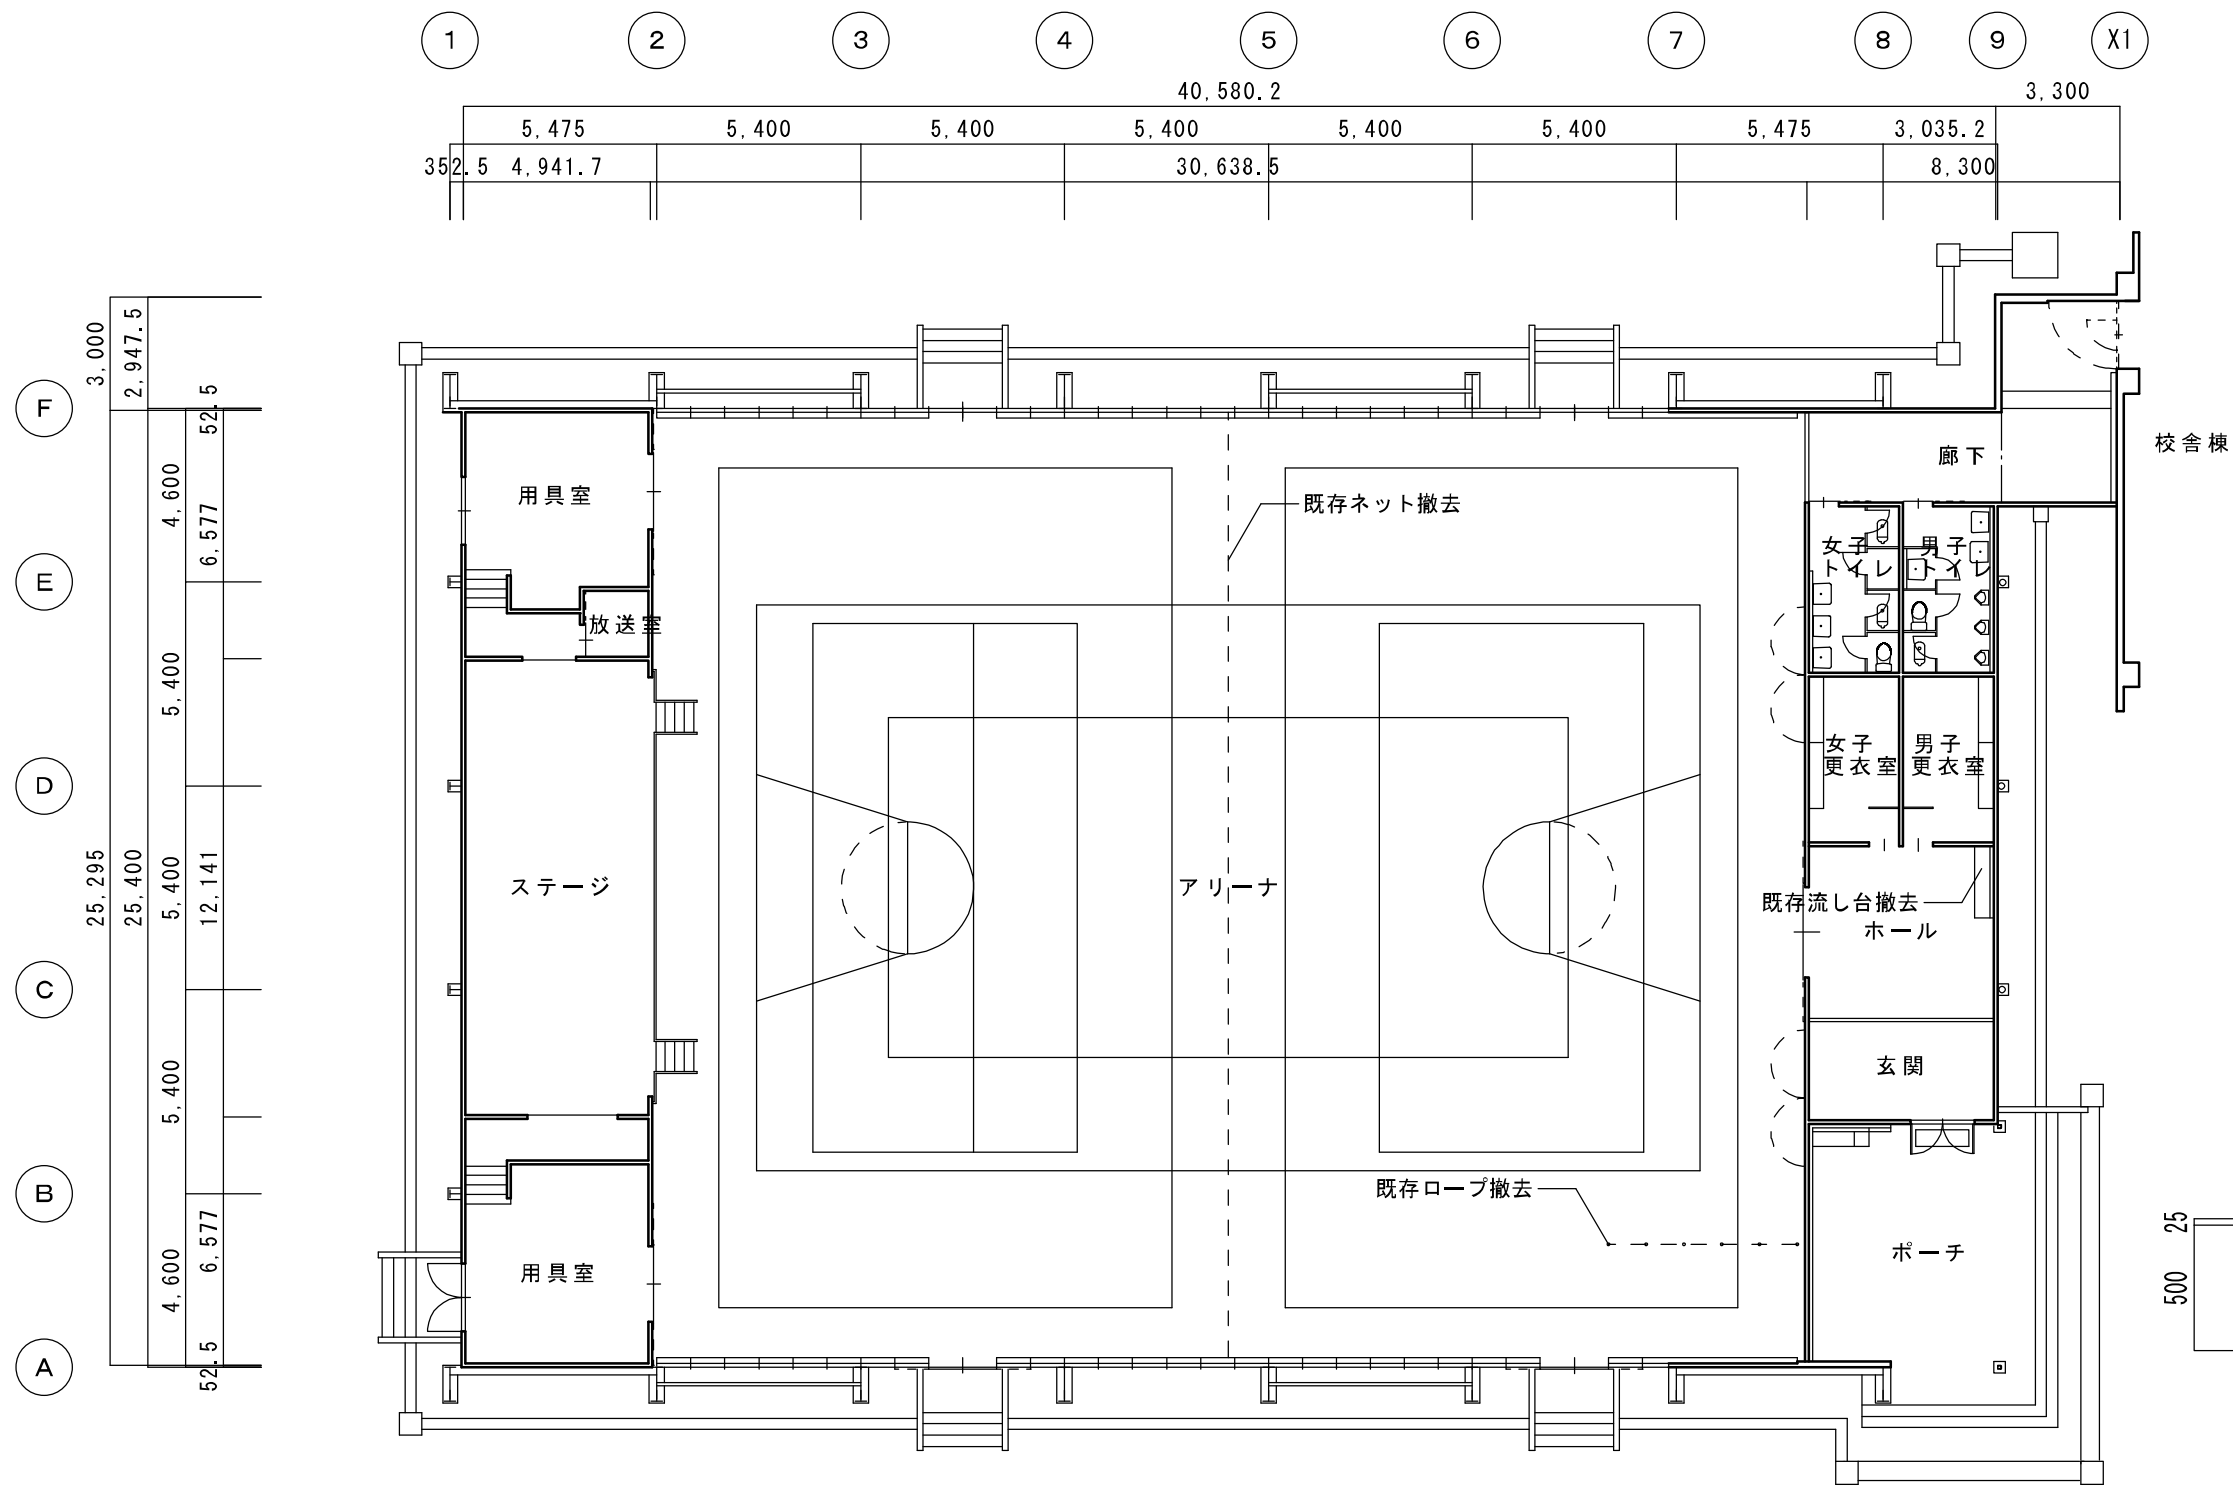 1 2 3 4 5 6 7 8 9 X1
40,580.2 3,300
5,475 5,400 5,400 5,400 5,400 5,400 5,475 3,035.2
352.5 4,941.7 30,638.5 8,300
F
E
D
C
B
A
3,000
25,295
2,947.5
25,400
4,600
5,400
5,400
5,400
4,600
52.5
6,577
12,141
6,577
52.5
校舎棟
廊下
用具室
既存ネット撤去
女子
トイレ
男子
トイレ
放送室
女子
更衣室
男子
更衣室
ステージ
アリーナ
既存流し台撤去
ホール
玄関
既存ロープ撤去
ポーチ
用具室
25
500